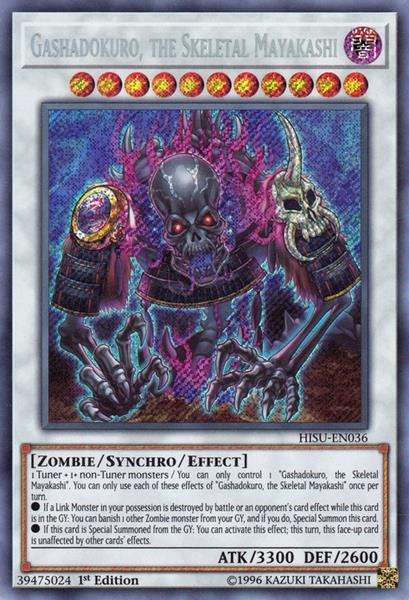 GASHADOKURO, THE SKELETAL MAYAKASHI
HISU-EN036
[ZOMBIE/SYNCHRO/EFFECT]
1 Tuner + 1+ non-Tuner monsters / You can only control 1 "Gashadokuro, the Skeletal
Mayakashi". You can only use each of these effects of "Gashadokuro, the Skeletal Mayakashi" once per
turn.
● If a Link Monster in your possession is destroyed by battle or an opponent's card effect while this
card is in the GY: You can banish 1 other Zombie monster from your GY, and if you do, Special Summon this card.
● If this card is Special Summoned from the GY: You can activate this effect; this turn, this face-up card
is unaffected by other cards' effects.
ATK/3300 DEF/2600
39475024 1st Edition ©1996 KAZUKI TAKAHASHI